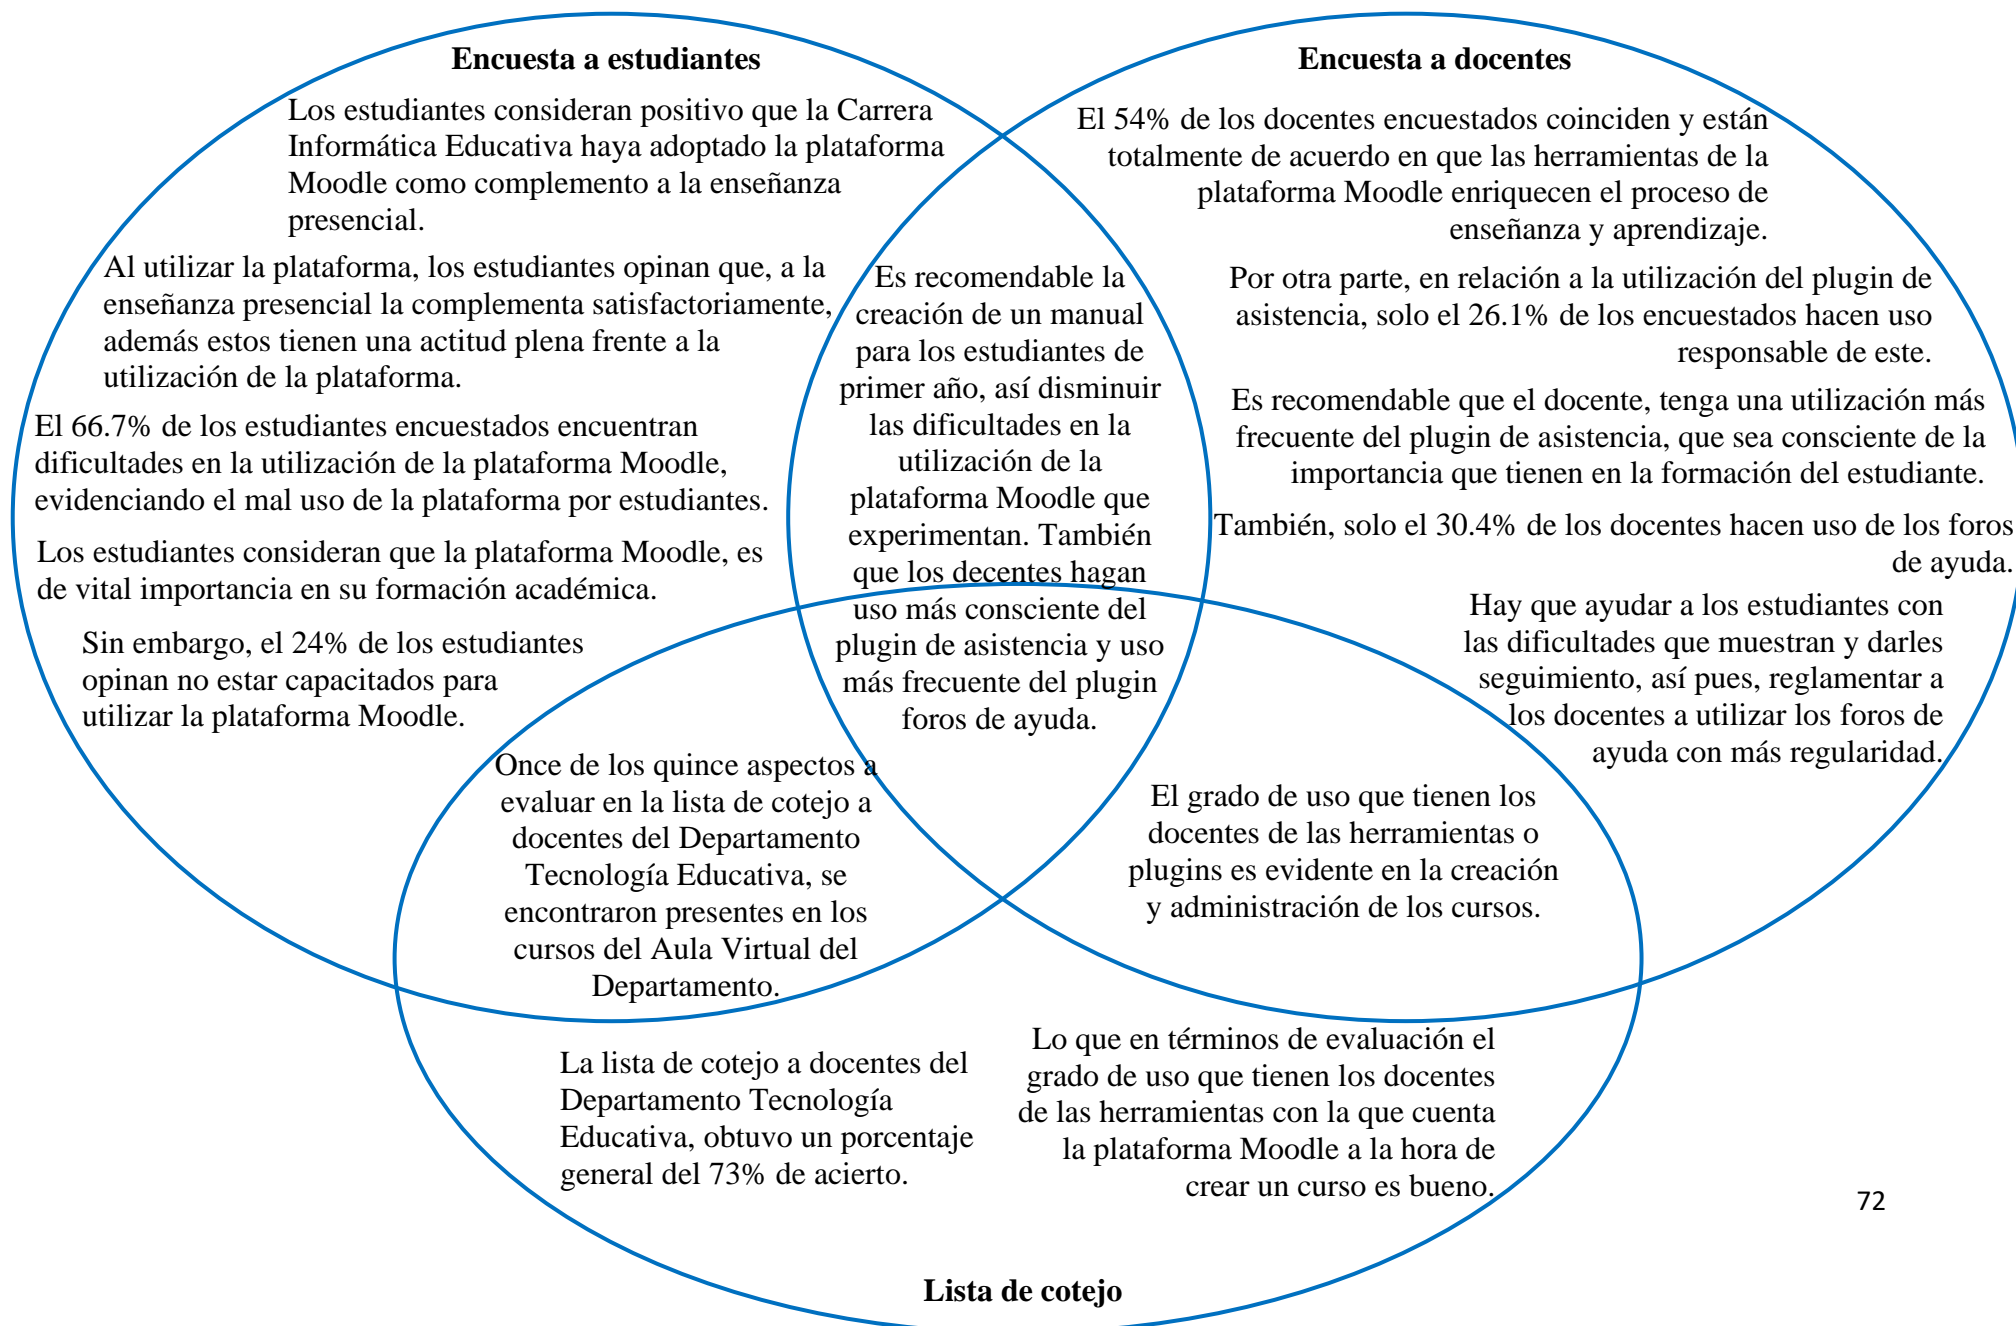 Encuesta a estudiantes
Los estudiantes consideran positivo que la Carrera
Informática Educativa haya adoptado la plataforma
Moodle como complemento a la enseñanza
presencial.
Al utilizar la plataforma, los estudiantes opinan que, a la
enseñanza presencial la complementa satisfactoriamente,
además estos tienen una actitud plena frente a la
utilización de la plataforma.
El 66.7% de los estudiantes encuestados encuentran
dificultades en la utilización de la plataforma Moodle,
evidenciando el mal uso de la plataforma por estudiantes.
Los estudiantes consideran que la plataforma Moodle, es
de vital importancia en su formación académica.
Sin embargo, el 24% de los estudiantes
opinan no estar capacitados para
utilizar la plataforma Moodle.
Es recomendable la
creación de un manual
para los estudiantes de
primer año, así disminuir
las dificultades en la
utilización de la
plataforma Moodle que
experimentan. También
que los decentes hagan
uso más consciente del
plugin de asistencia y uso
más frecuente del plugin
foros de ayuda.
Encuesta a docentes
El 54% de los docentes encuestados coinciden y están
totalmente de acuerdo en que las herramientas de la
plataforma Moodle enriquecen el proceso de
enseñanza y aprendizaje.
Por otra parte, en relación a la utilización del plugin de
asistencia, solo el 26.1% de los encuestados hacen uso
responsable de este.
Es recomendable que el docente, tenga una utilización más
frecuente del plugin de asistencia, que sea consciente de la
importancia que tienen en la formación del estudiante.
También, solo el 30.4% de los docentes hacen uso de los foros
de ayuda.
Hay que ayudar a los estudiantes con
las dificultades que muestran y darles
seguimiento, así pues, reglamentar a
los docentes a utilizar los foros de
ayuda con más regularidad.
Once de los quince aspectos a
evaluar en la lista de cotejo a
docentes del Departamento
Tecnología Educativa, se
encontraron presentes en los
cursos del Aula Virtual del
Departamento.
El grado de uso que tienen los
docentes de las herramientas o
plugins es evidente en la creación
y administración de los cursos.
La lista de cotejo a docentes del
Departamento Tecnología
Educativa, obtuvo un porcentaje
general del 73% de acierto.
Lo que en términos de evaluación el
grado de uso que tienen los docentes
de las herramientas con la que cuenta
la plataforma Moodle a la hora de
crear un curso es bueno.
Lista de cotejo
72